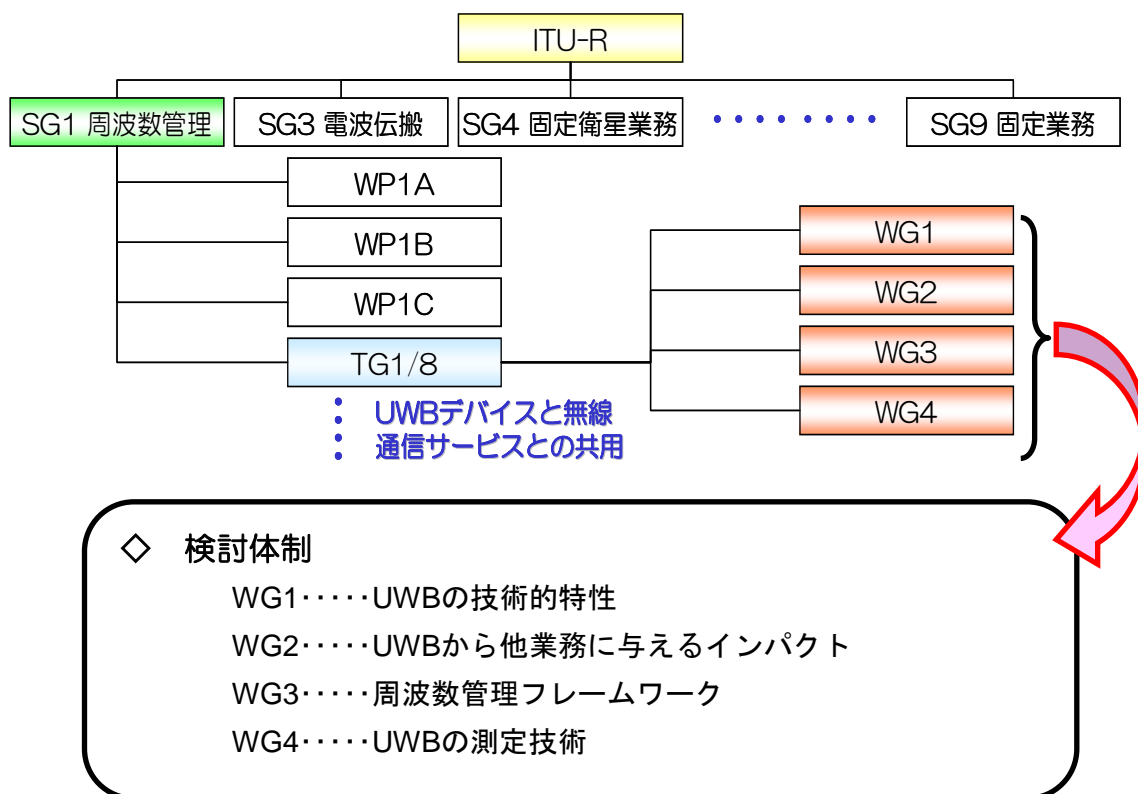 ITU-R
SG1 周波数管理
SG3 電波伝搬
SG4 固定衛星業務
・・・・・・・・
SG9 固定業務
WP1A
WP1B
WP1C
TG1/8
UWBデバイスと無線
通信サービスとの共用
WG1
WG2
WG3
WG4
◇ 検討体制
WG1・・・・・UWBの技術的特性
WG2・・・・・UWBから他業務に与えるインパクト
WG3・・・・・周波数管理フレームワーク
WG4・・・・・UWBの測定技術